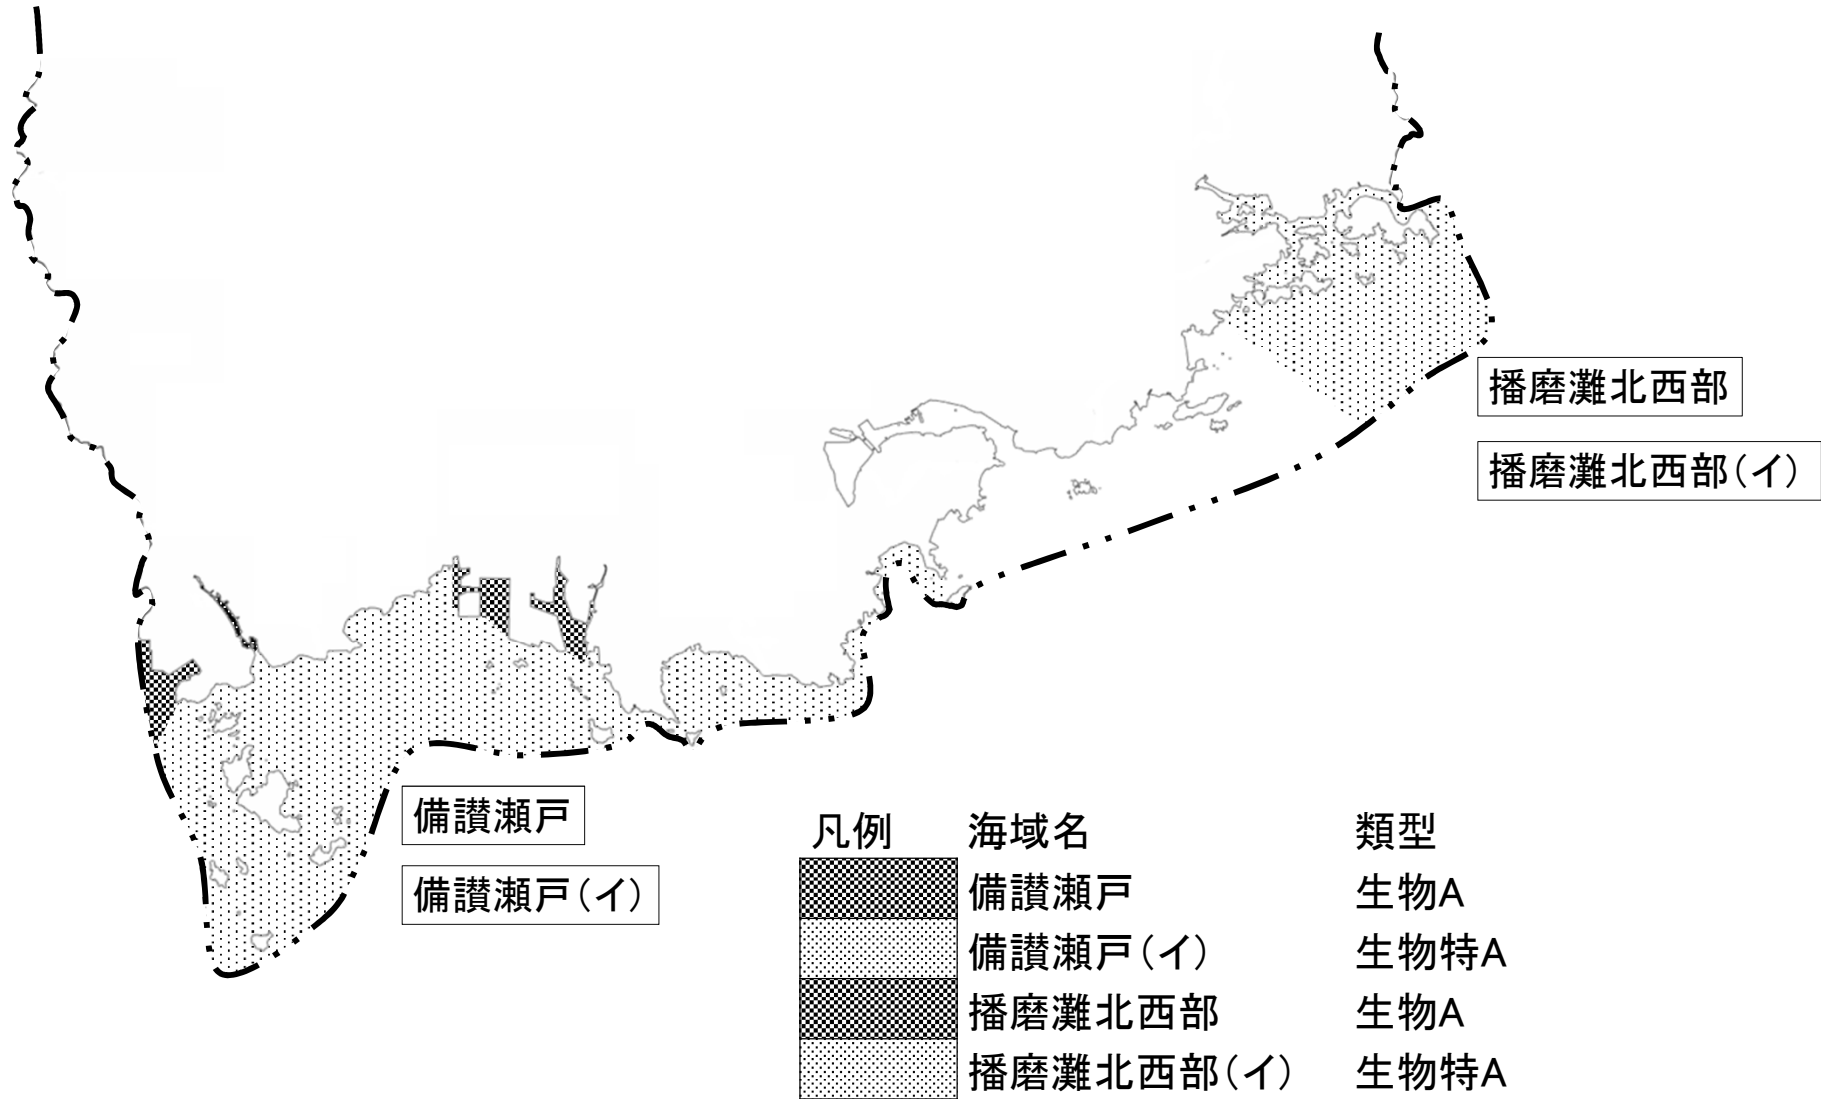 播磨灘北西部
播磨灘北西部(イ)
備讃瀬戸
備讃瀬戸(イ)
凡例 海域名 類型
備讃瀬戸 生物A
備讃瀬戸(イ) 生物特A
播磨灘北西部 生物A
播磨灘北西部(イ) 生物特A